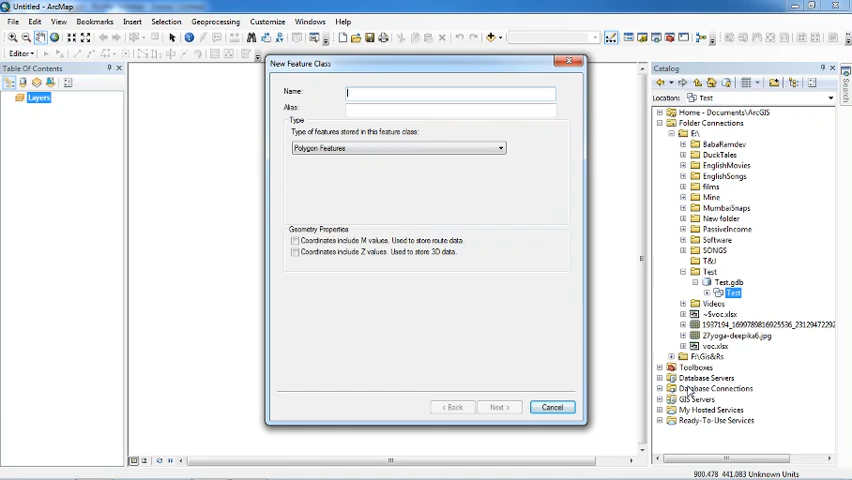 Untitled - ArcMap
File Edit View Bookmarks Insert Selection Geoprocessing Customize Windows Help
Editor
Table Of Contents
Layers
New Feature Class
Name:
Alias:
Type
Type of features stored in this feature class:
Polygon Features
Geometry Properties
Coordinates include M values. Used to store route data.
Coordinates include Z values. Used to store 3D data.
< Back Next > Cancel
Catalog
Location: Test
Home - Documents\ArcGIS
Folder Connections
E:\
BabaRamdev
DuckTales
EnglishMovies
EnglishSongs
films
Mine
MumbaiSnaps
New folder
PassiveIncome
Software
SONGS
T&J
Test
Test.gdb
Test
Videos
~$voc.xlsx
1937194_1699789816925536_23129472292
27yoga-deepika6.jpg
voc.xlsx
F:\Gis&Rs
Toolboxes
Database Servers
Database Connections
GIS Servers
My Hosted Services
Ready-To-Use Services
Search
900.478 441.083 Unknown Units